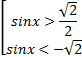 [sinx > √2/2
sinx < -√2